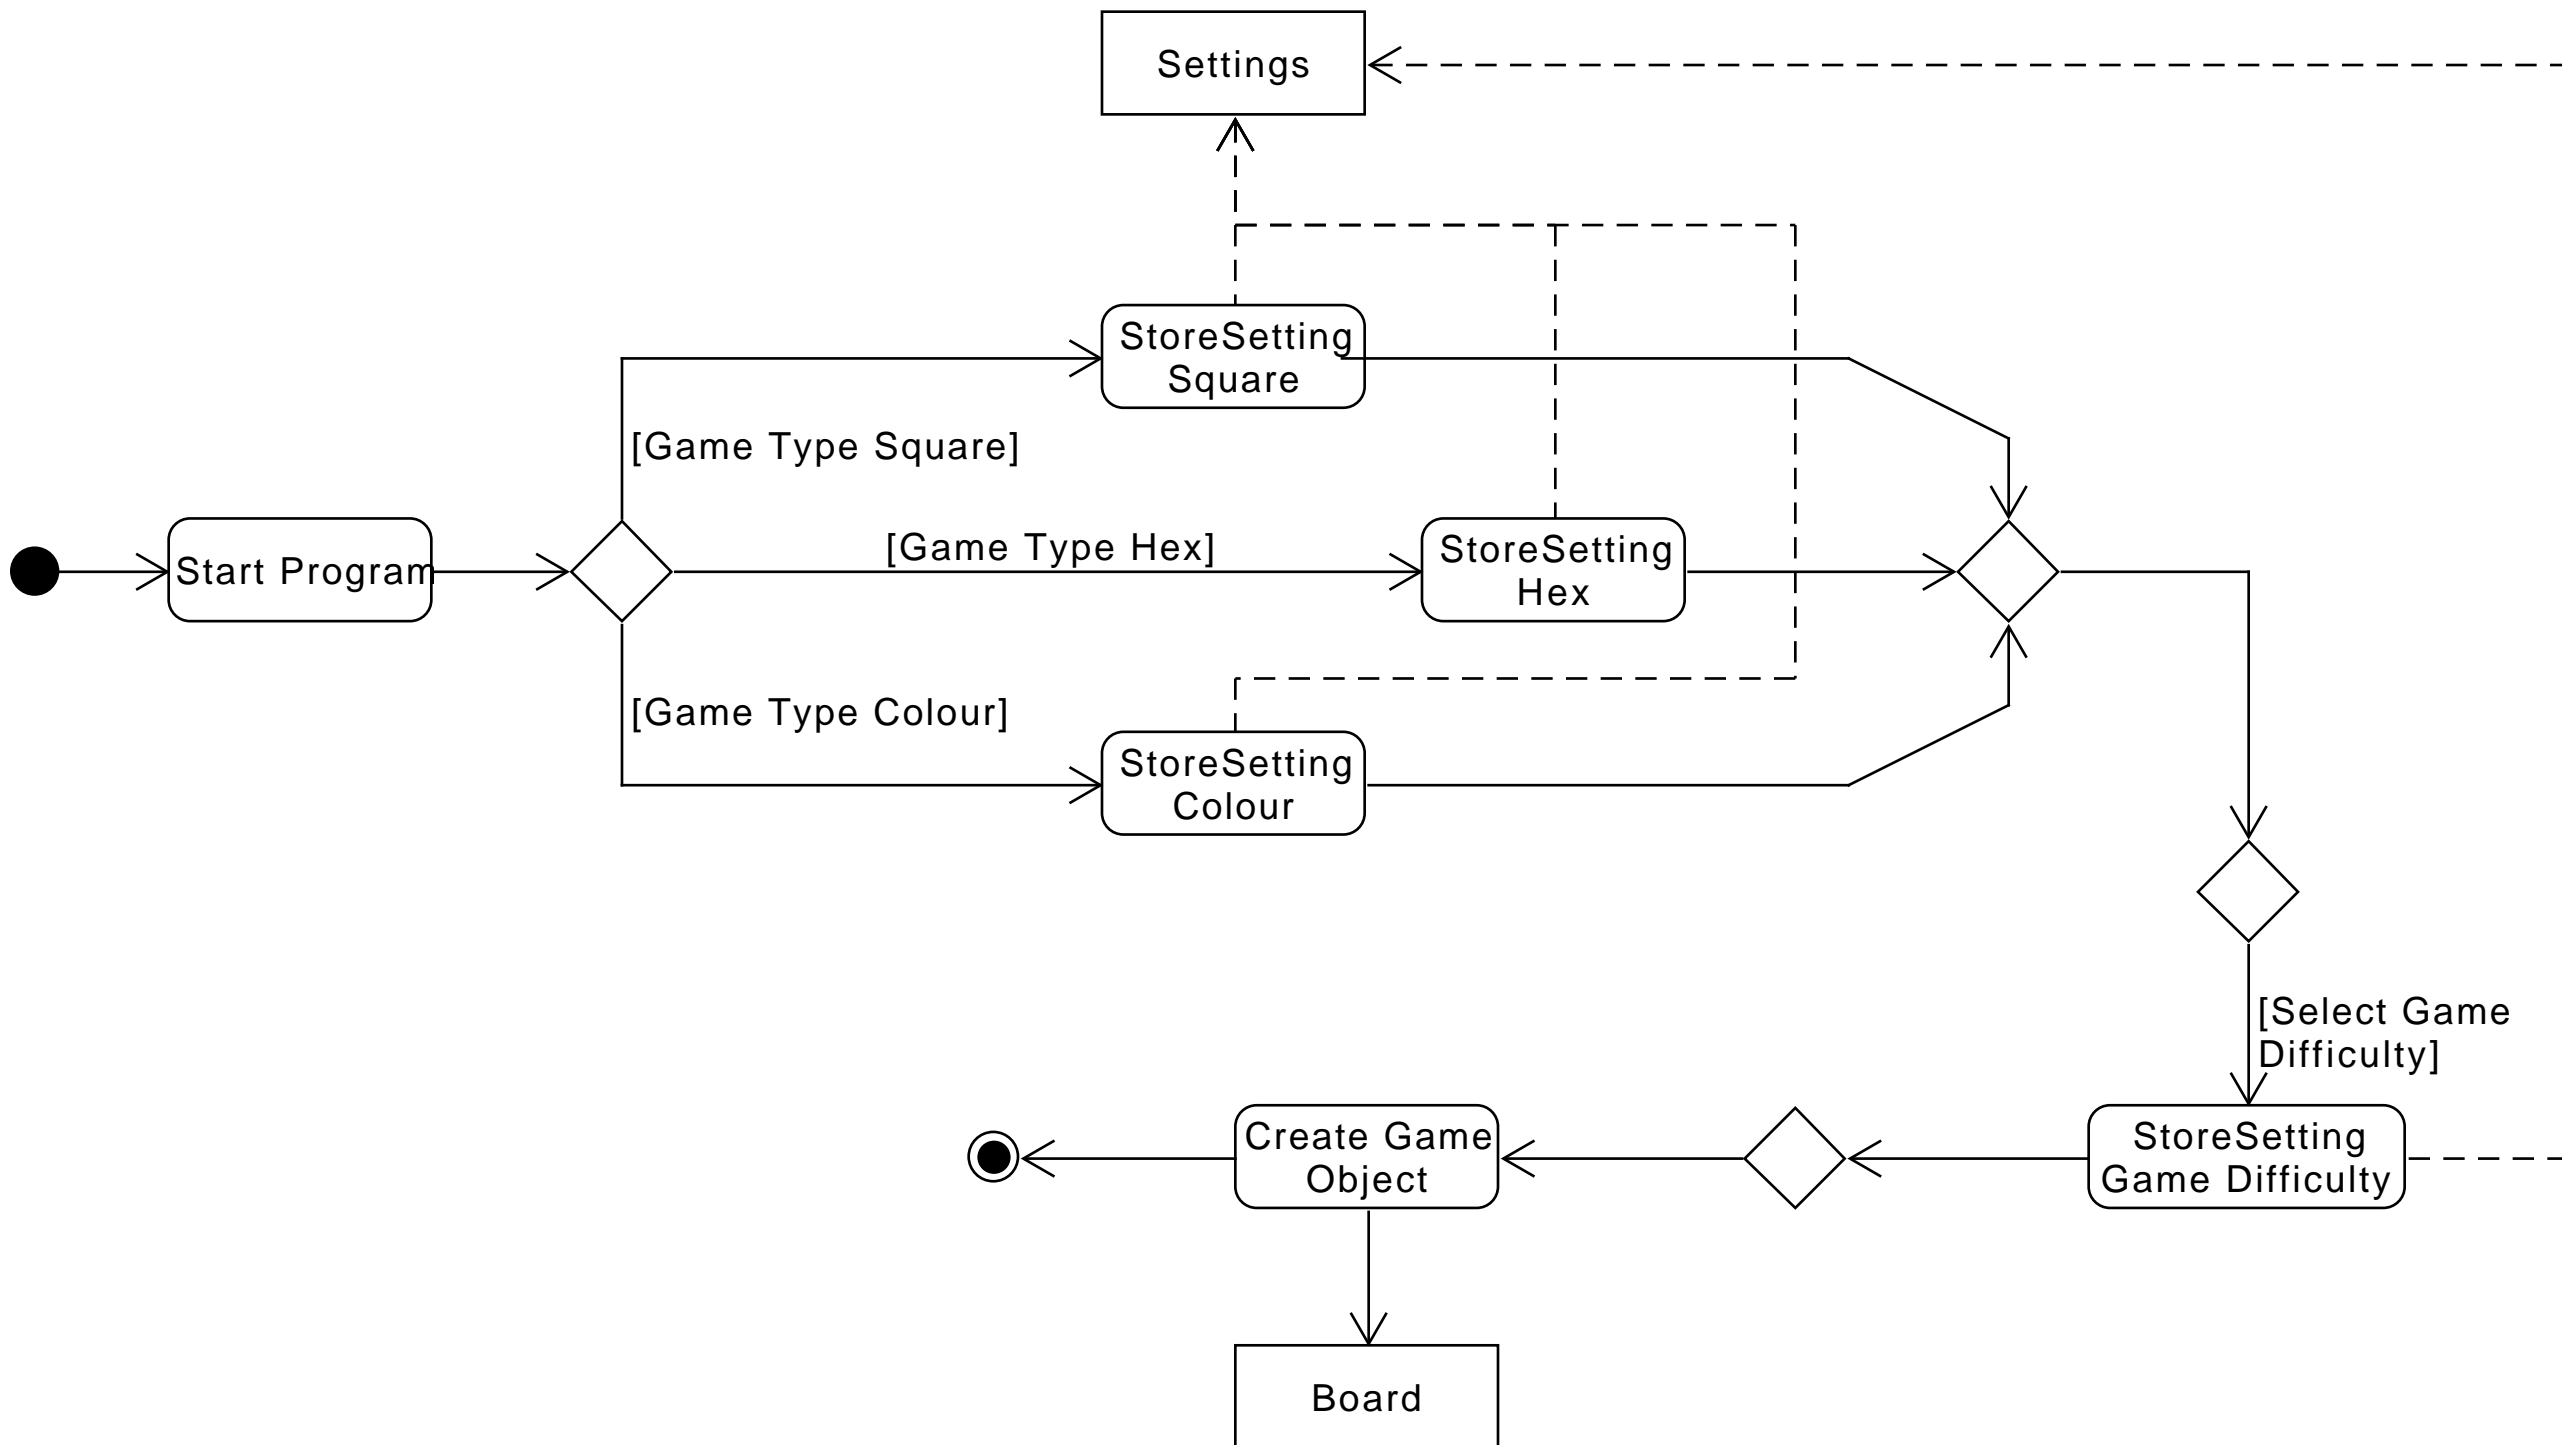 Settings
StoreSetting
Square
[Game Type Square]
Start Program
[Game Type Hex]
StoreSetting
Hex
[Game Type Colour]
StoreSetting
Colour
[Select Game
Difficulty]
Create Game
Object
StoreSetting
Game Difficulty
Board